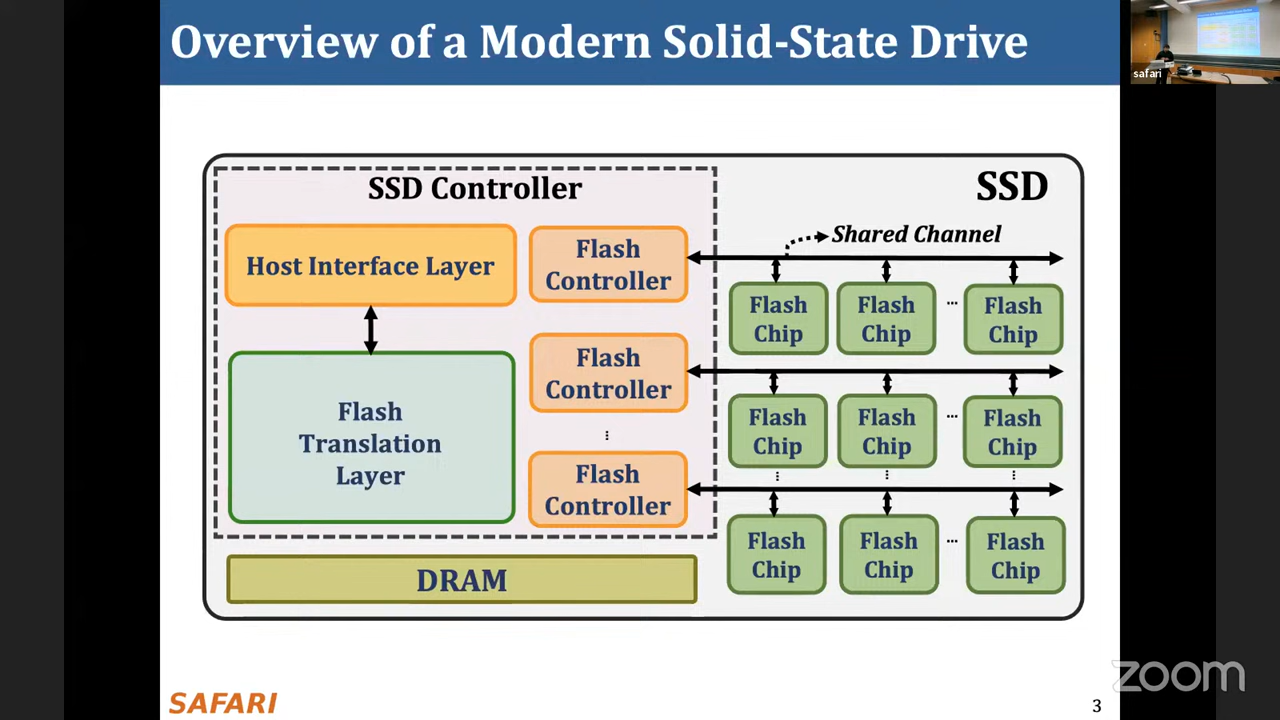 Overview of a Modern Solid-State Drive
safari
SSD Controller
SSD
Host Interface Layer
Flash
Controller
Shared Channel
Flash
Chip
Flash
Chip
...
Flash
Chip
Flash
Translation
Layer
Flash
Controller
...
Flash
Chip
Flash
Chip
...
Flash
Chip
Flash
Controller
... ... ...
Flash
Chip
Flash
Chip
...
Flash
Chip
DRAM
SAFARI
3
zoom